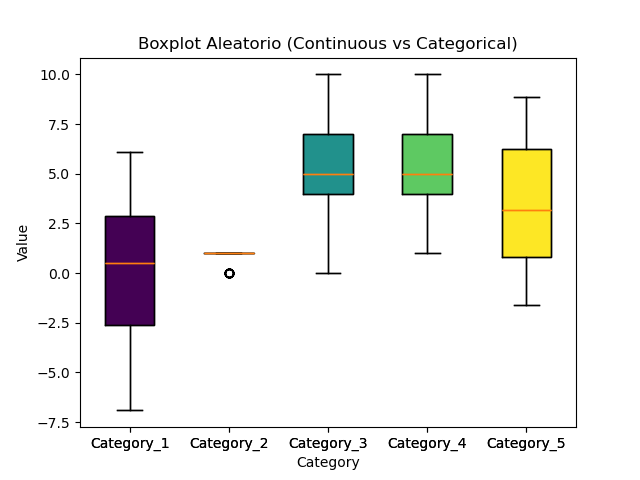 Boxplot Aleatorio (Continuous vs Categorical)
10.0
7.5
5.0
2.5
0.0
−2.5
−5.0
−7.5
Value
Category_1 Category_2 Category_3 Category_4 Category_5
Category